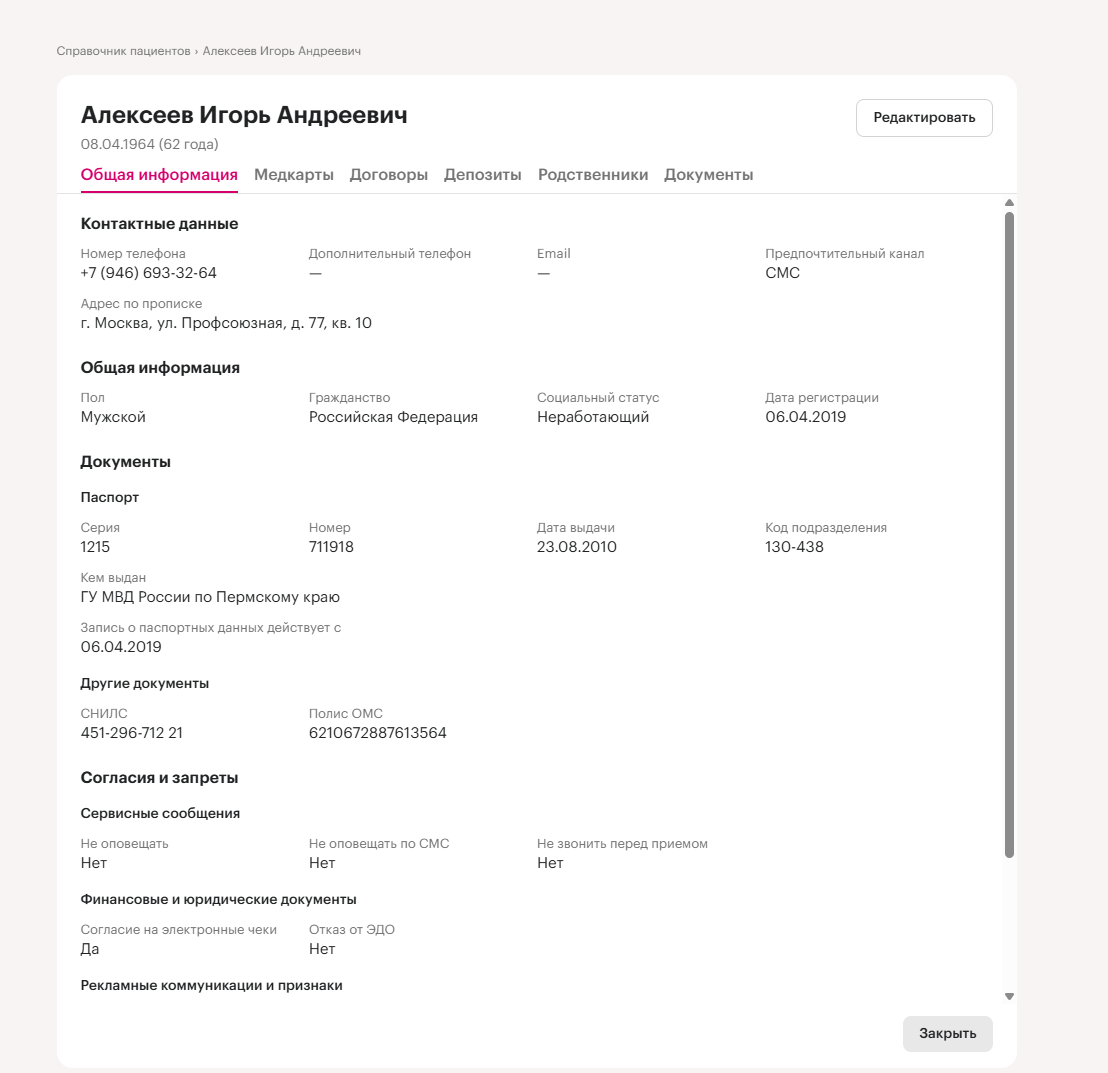 Справочник пациентов › Алексеев Игорь Андреевич
Алексеев Игорь Андреевич
Редактировать
08.04.1964 (62 года)
Общая информация Медкарты Договоры Депозиты Родственники Документы
Контактные данные
Номер телефона Дополнительный телефон Email Предпочтительный канал
+7 (946) 693-32-64 — — СМС
Адрес по прописке
г. Москва, ул. Профсоюзная, д. 77, кв. 10
Общая информация
Пол Гражданство Социальный статус Дата регистрации
Мужской Российская Федерация Неработающий 06.04.2019
Документы
Паспорт
Серия Номер Дата выдачи Код подразделения
1215 711918 23.08.2010 130-438
Кем выдан
ГУ МВД России по Пермскому краю
Запись о паспортных данных действует с
06.04.2019
Другие документы
СНИЛС Полис ОМС
451-296-712 21 6210672887613564
Согласия и запреты
Сервисные сообщения
Не оповещать Не оповещать по СМС Не звонить перед приемом
Нет Нет Нет
Финансовые и юридические документы
Согласие на электронные чеки Отказ от ЭДО
Да Нет
Рекламные коммуникации и признаки
Закрыть